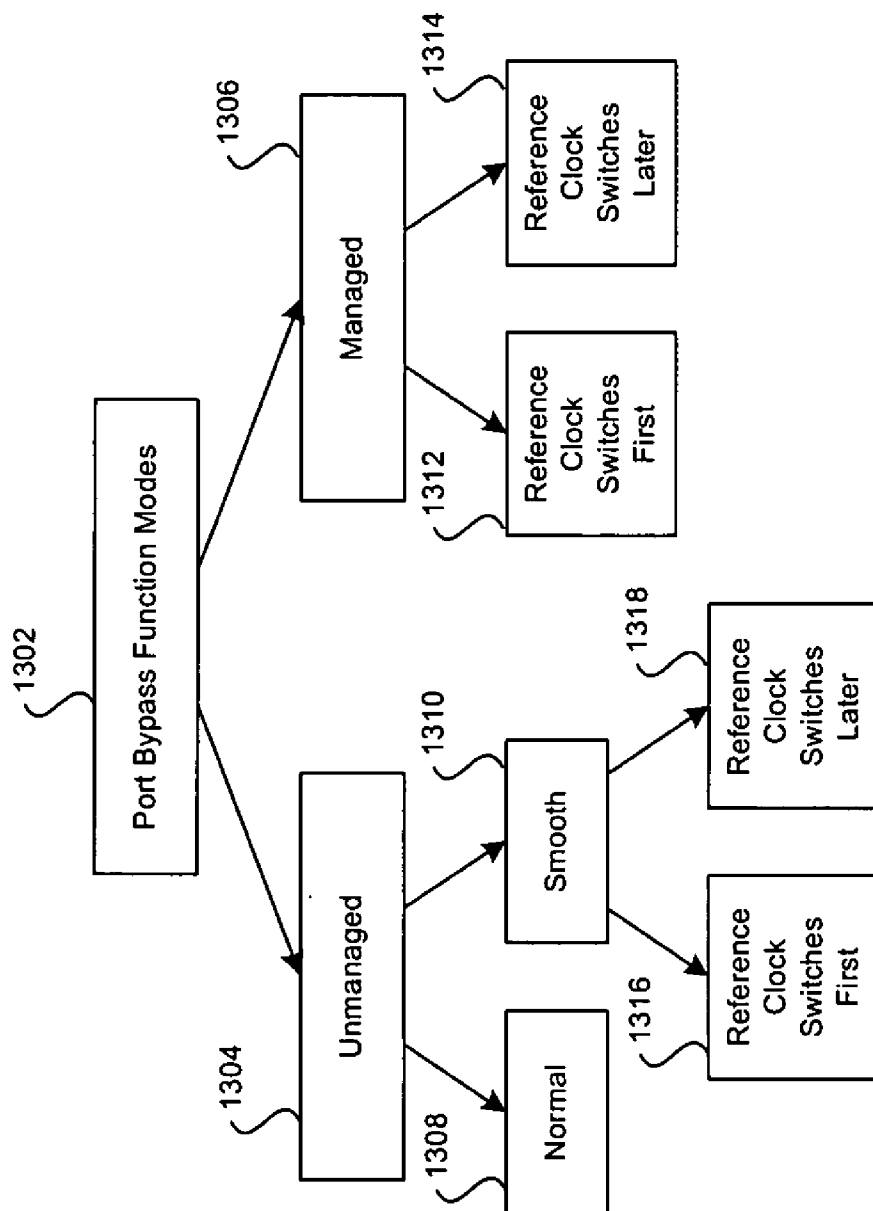 1302
Port Bypass Function Modes
1304
Unmanaged
1306
Managed
1308
Normal
1310
Smooth
1312
Reference
Clock
Switches
First
1314
Reference
Clock
Switches
Later
1316
Reference
Clock
Switches
First
1318
Reference
Clock
Switches
Later